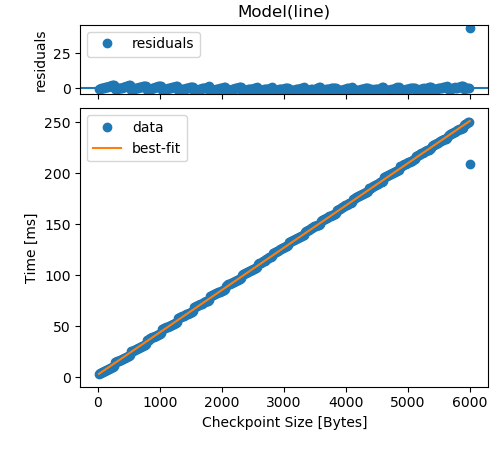 Model(line)
residuals
25
0
residuals
data
best-fit
250
200
150
100
50
0
Time [ms]
0 1000 2000 3000 4000 5000 6000
Checkpoint Size [Bytes]